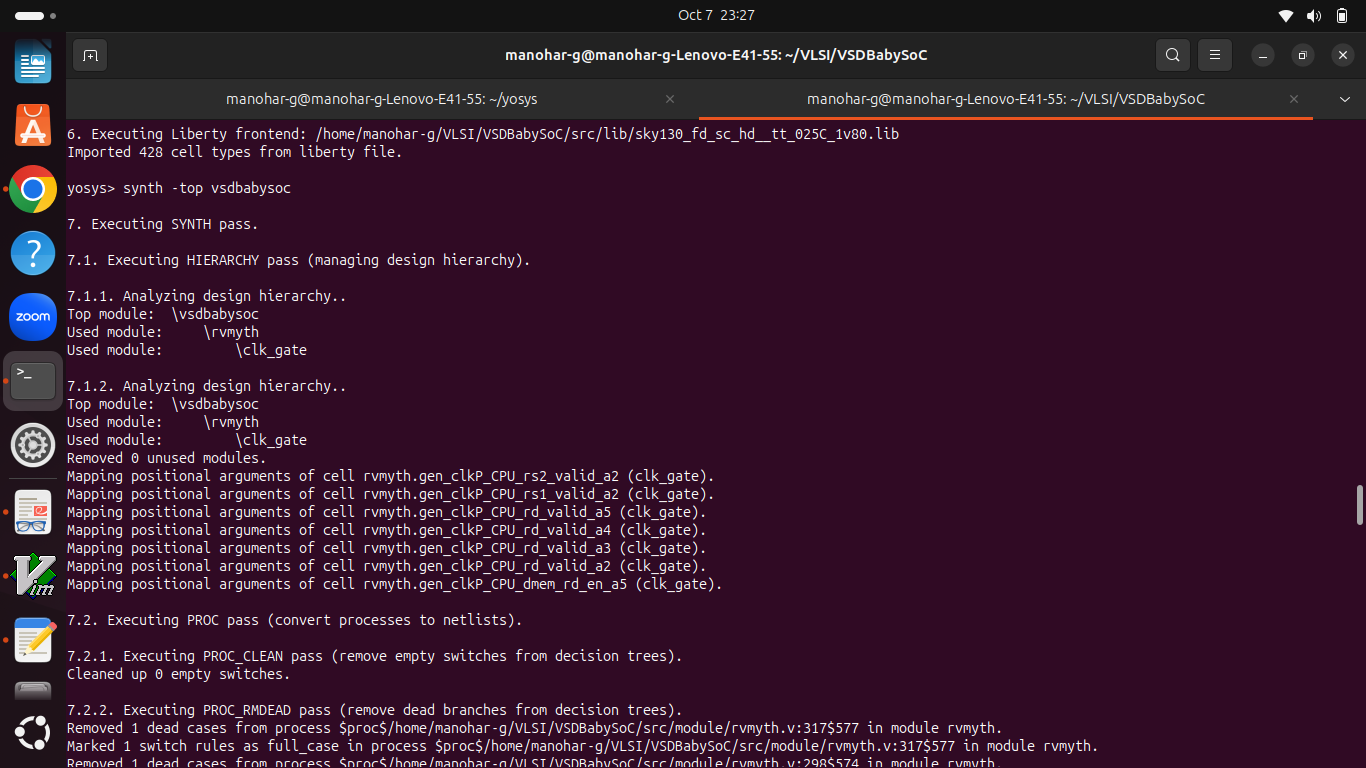 Oct 7 23:27
manohar-g@manohar-g-Lenovo-E41-55: ~/VLSI/VSDBabySoC
manohar-g@manohar-g-Lenovo-E41-55: ~/yosys
manohar-g@manohar-g-Lenovo-E41-55: ~/VLSI/VSDBabySoC
zoom
6. Executing Liberty frontend: /home/manohar-g/VLSI/VSDBabySoC/src/lib/sky130_fd_sc_hd__tt_025C_1v80.lib
Imported 428 cell types from liberty file.
yosys> synth -top vsdbabysoc
7. Executing SYNTH pass.
7.1. Executing HIERARCHY pass (managing design hierarchy).
7.1.1. Analyzing design hierarchy..
Top module:  \vsdbabysoc
Used module:     \rvmyth
Used module:         \clk_gate
7.1.2. Analyzing design hierarchy..
Top module:  \vsdbabysoc
Used module:     \rvmyth
Used module:         \clk_gate
Removed 0 unused modules.
Mapping positional arguments of cell rvmyth.gen_clkP_CPU_rs2_valid_a2 (clk_gate).
Mapping positional arguments of cell rvmyth.gen_clkP_CPU_rs1_valid_a2 (clk_gate).
Mapping positional arguments of cell rvmyth.gen_clkP_CPU_rd_valid_a5 (clk_gate).
Mapping positional arguments of cell rvmyth.gen_clkP_CPU_rd_valid_a4 (clk_gate).
Mapping positional arguments of cell rvmyth.gen_clkP_CPU_rd_valid_a3 (clk_gate).
Mapping positional arguments of cell rvmyth.gen_clkP_CPU_rd_valid_a2 (clk_gate).
Mapping positional arguments of cell rvmyth.gen_clkP_CPU_dmem_rd_en_a5 (clk_gate).
7.2. Executing PROC pass (convert processes to netlists).
7.2.1. Executing PROC_CLEAN pass (remove empty switches from decision trees).
Cleaned up 0 empty switches.
7.2.2. Executing PROC_RMDEAD pass (remove dead branches from decision trees).
Removed 1 dead cases from process $proc$/home/manohar-g/VLSI/VSDBabySoC/src/module/rvmyth.v:317$577 in module rvmyth.
Marked 1 switch rules as full_case in process $proc$/home/manohar-g/VLSI/VSDBabySoC/src/module/rvmyth.v:317$577 in module rvmyth.
Removed 1 dead cases from process $proc$/home/manohar-g/VLSI/VSDBabySoC/src/module/rvmyth.v:298$574 in module rvmyth.